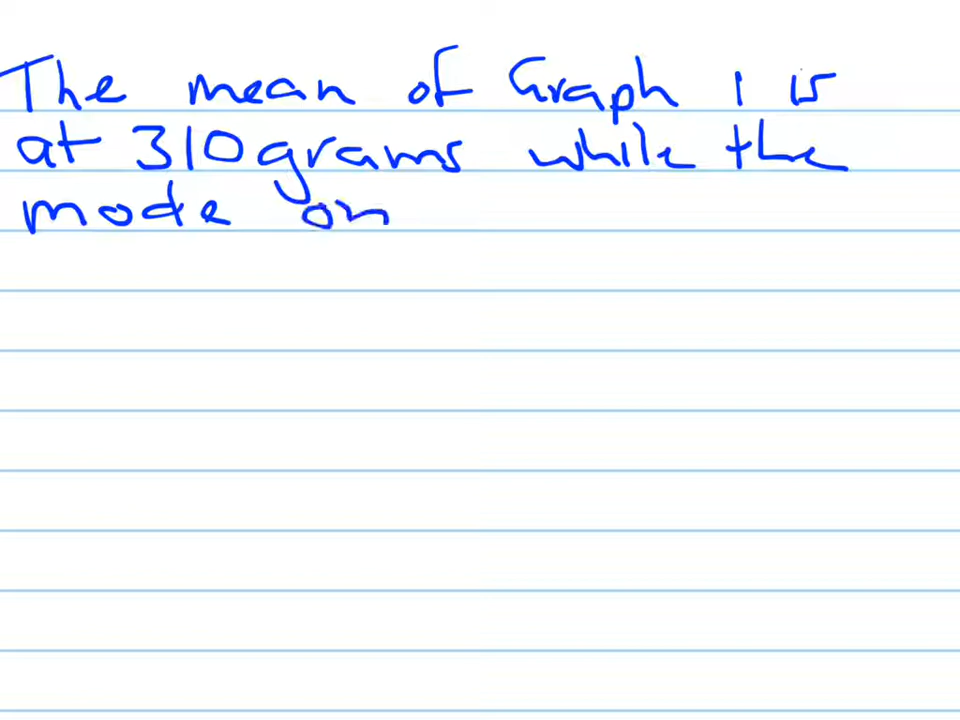 The mean of Graph 1 is
at 310grams while the
mode on